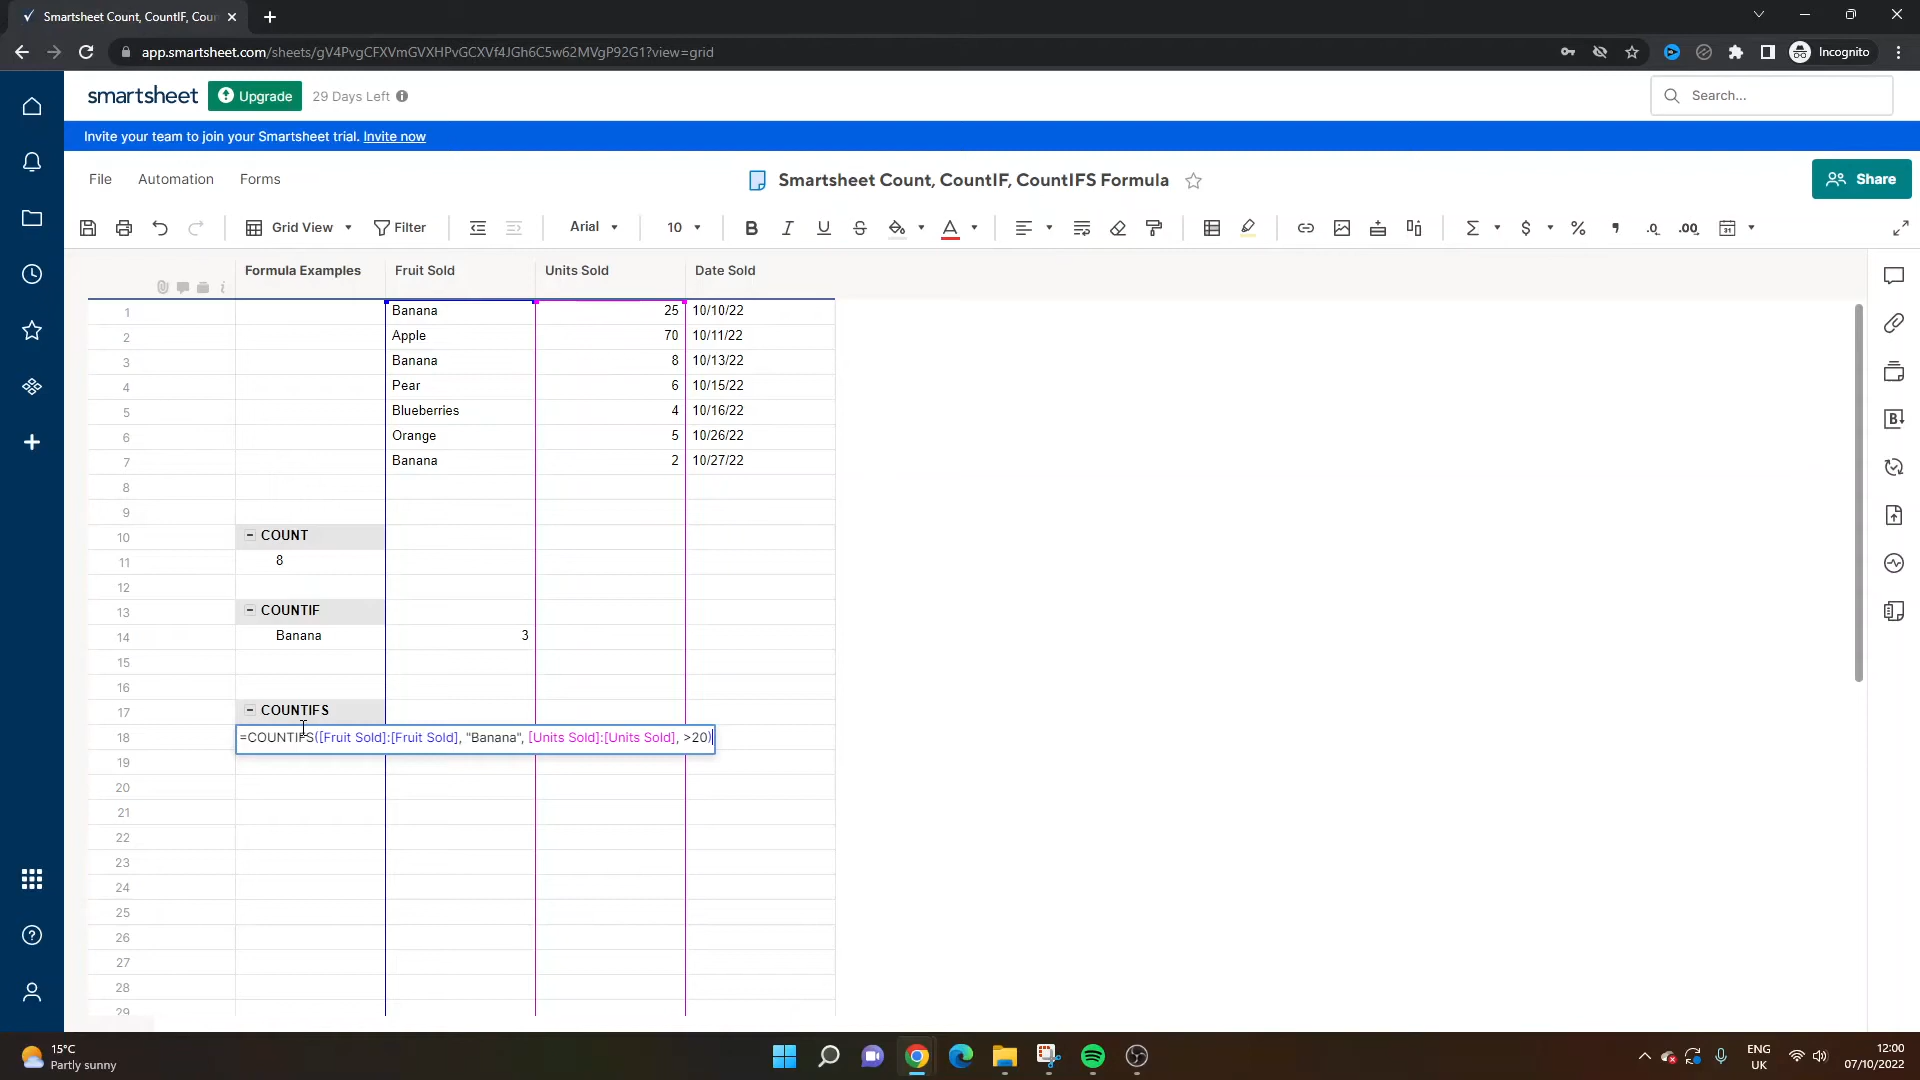 Smartsheet Count, CountIF, Coun
app.smartsheet.com/sheets/gV4PvgCFXVmGVXHPvGCXVf4JGh6C5w62MVgP92G1?view=grid
Incognito
smartsheet
Upgrade
29 Days Left
Search...
Invite your team to join your Smartsheet trial. Invite now
File Automation Forms
Smartsheet Count, CountIF, CountIFS Formula
Share
Grid View Filter Arial 10 B I U S A Σ $ % .0 .00 31
Formula Examples Fruit Sold Units Sold Date Sold
1 Banana 25 10/10/22
2 Apple 70 10/11/22
3 Banana 8 10/13/22
4 Pear 6 10/15/22
5 Blueberries 4 10/16/22
6 Orange 5 10/26/22
7 Banana 2 10/27/22
8
9
10 COUNT
11 8
12
13 COUNTIF
14 Banana 3
15
16
17 COUNTIFS
18 =COUNTIFS([Fruit Sold]:[Fruit Sold], "Banana", [Units Sold]:[Units Sold], >20)
19
20
21
22
23
24
25
26
27
28
29
15°C
Partly sunny
ENG
UK
12:00
07/10/2022